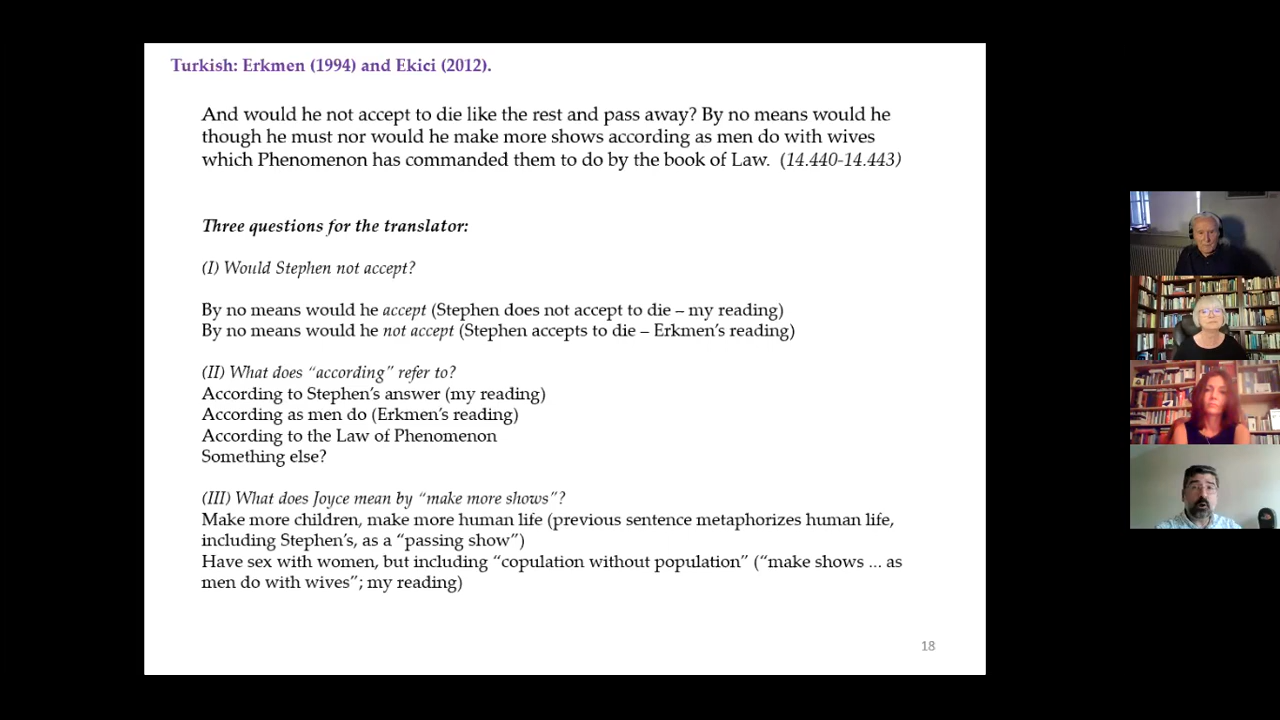 Turkish: Erkmen (1994) and Ekici (2012).
And would he not accept to die like the rest and pass away? By no means would he
though he must nor would he make more shows according as men do with wives
which Phenomenon has commanded them to do by the book of Law. (14.440-14.443)
Three questions for the translator:
(I) Would Stephen not accept?
By no means would he accept (Stephen does not accept to die – my reading)
By no means would he not accept (Stephen accepts to die – Erkmen’s reading)
(II) What does “according” refer to?
According to Stephen’s answer (my reading)
According as men do (Erkmen’s reading)
According to the Law of Phenomenon
Something else?
(III) What does Joyce mean by “make more shows”?
Make more children, make more human life (previous sentence metaphorizes human life,
including Stephen’s, as a “passing show”)
Have sex with women, but including “copulation without population” (“make shows ... as
men do with wives”; my reading)
18